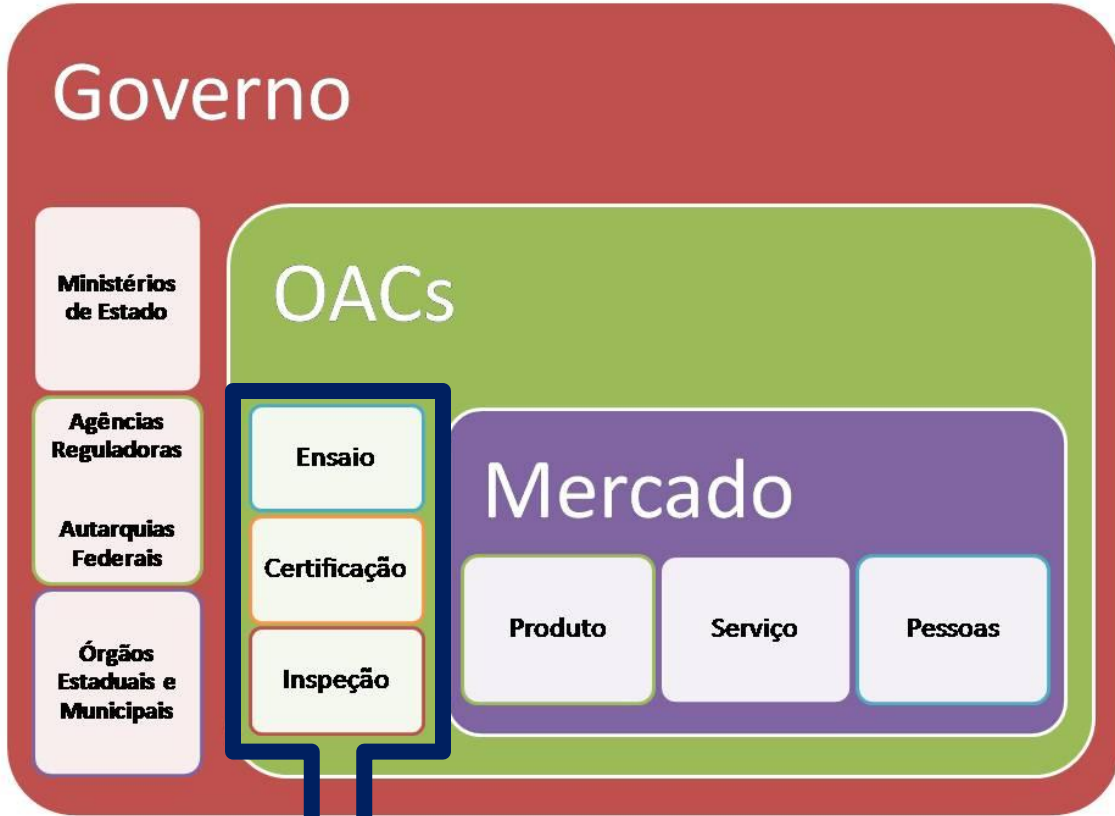 Governo
Ministérios
de Estado
Agências
Reguladoras
Autarquias
Federais
Órgãos
Estaduais e
Municipais
OACs
Ensaio
Certificação
Inspeção
Mercado
Produto
Serviço
Pessoas